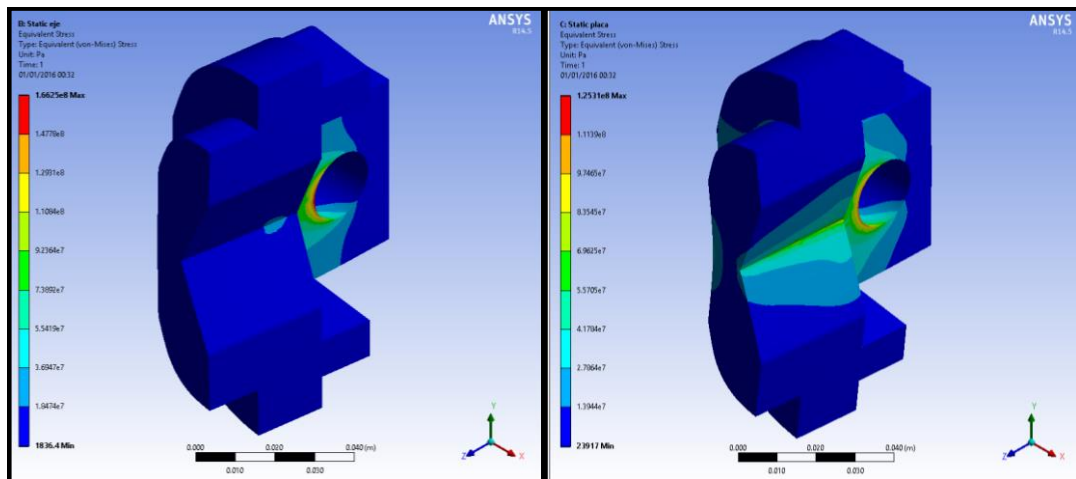 B: Static eje
Equivalent Stress
Type: Equivalent (von-Mises) Stress
Unit: Pa
Time: 1
01/01/2016 00:32
ANSYS
R14.5
1.6625e8 Max
1.4778e8
1.2931e8
1.1084e8
9.2364e7
7.3892e7
5.5419e7
3.6947e7
1.8474e7
1836.4 Min
0.000
0.020
0.040 (m)
0.010
0.030
Y
Z
X
C: Static placa
Equivalent Stress
Type: Equivalent (von-Mises) Stress
Unit: Pa
Time: 1
01/01/2016 00:32
ANSYS
R14.5
1.2531e8 Max
1.1139e8
9.7465e7
8.3545e7
6.9625e7
5.5705e7
4.1784e7
2.7864e7
1.3944e7
23917 Min
0.000
0.020
0.040 (m)
0.010
0.030
Y
Z
X